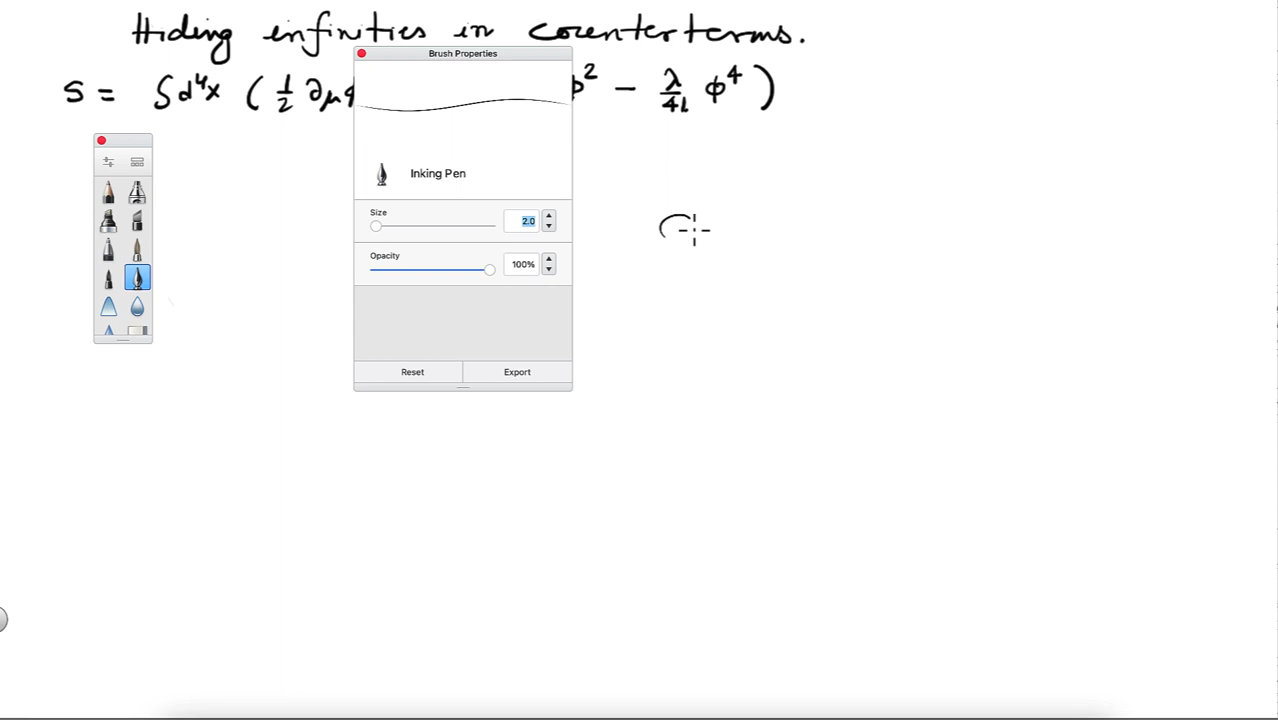 Hiding infinities in counterterms.
Brush Properties
S = ∫d⁴x ( ½ ∂μ ϕ² − λ/4! ϕ⁴ )
Inking Pen
Size
2.0
Opacity
100%
Reset Export